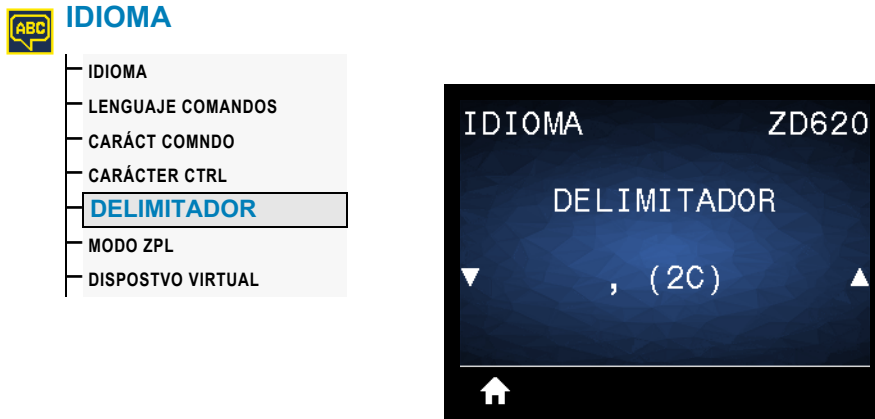 ABC
IDIOMA
IDIOMA
LENGUAJE COMANDOS
CARÁCT COMNDO
CARÁCTER CTRL
DELIMITADOR
MODO ZPL
DISPOSTVO VIRTUAL
IDIOMA ZD620
DELIMITADOR
, (2C)